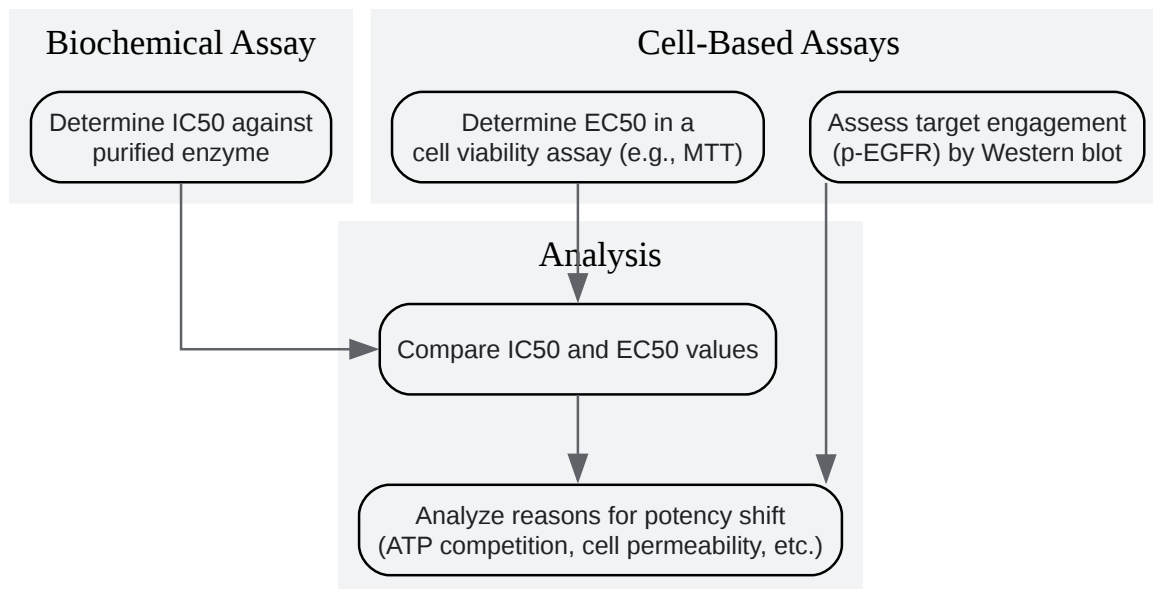 Biochemical Assay
Determine IC50 against
purified enzyme
Cell-Based Assays
Determine EC50 in a
cell viability assay (e.g., MTT)
Assess target engagement
(p-EGFR) by Western blot
Analysis
Compare IC50 and EC50 values
Analyze reasons for potency shift
(ATP competition, cell permeability, etc.)